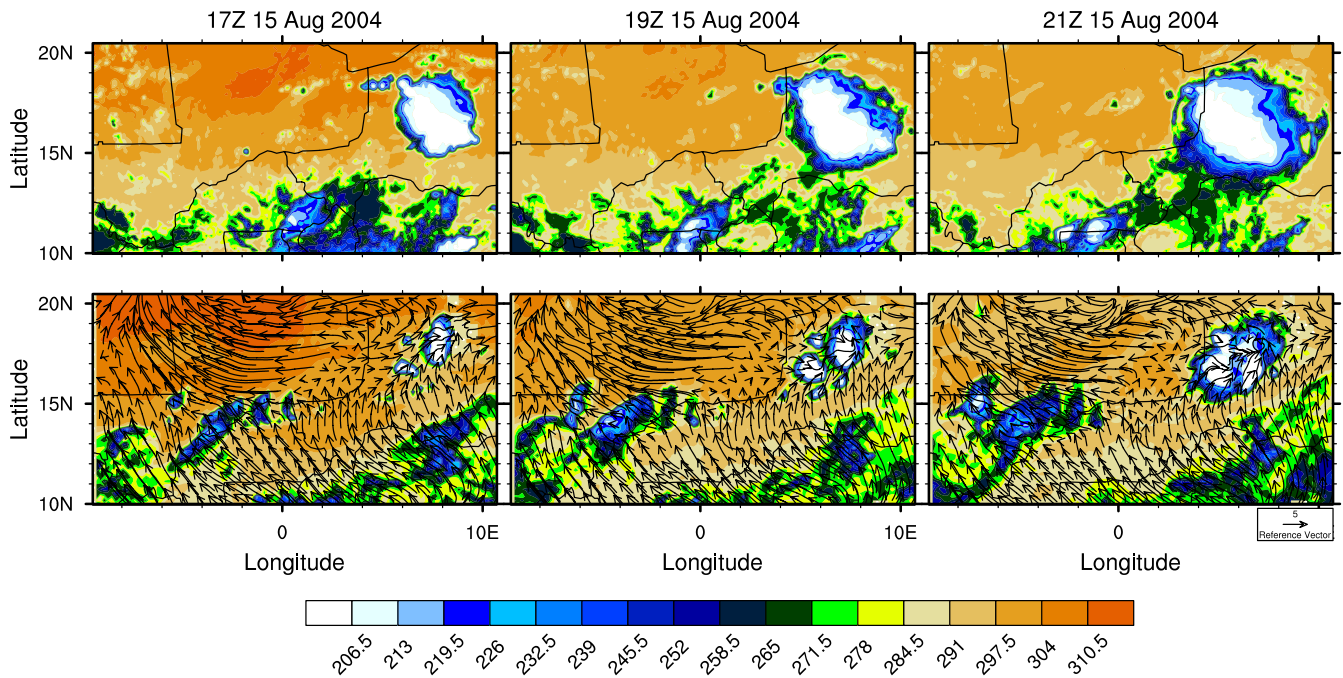 17Z 15 Aug 2004 19Z 15 Aug 2004 21Z 15 Aug 2004
20N
Latitude
15N
10N
20N
Latitude
15N
10N
0 10E 0 10E 0
5
Reference Vector
Longitude Longitude Longitude
206.5 213 219.5 226 232.5 239 245.5 252 258.5 265 271.5 278 284.5 291 297.5 304 310.5